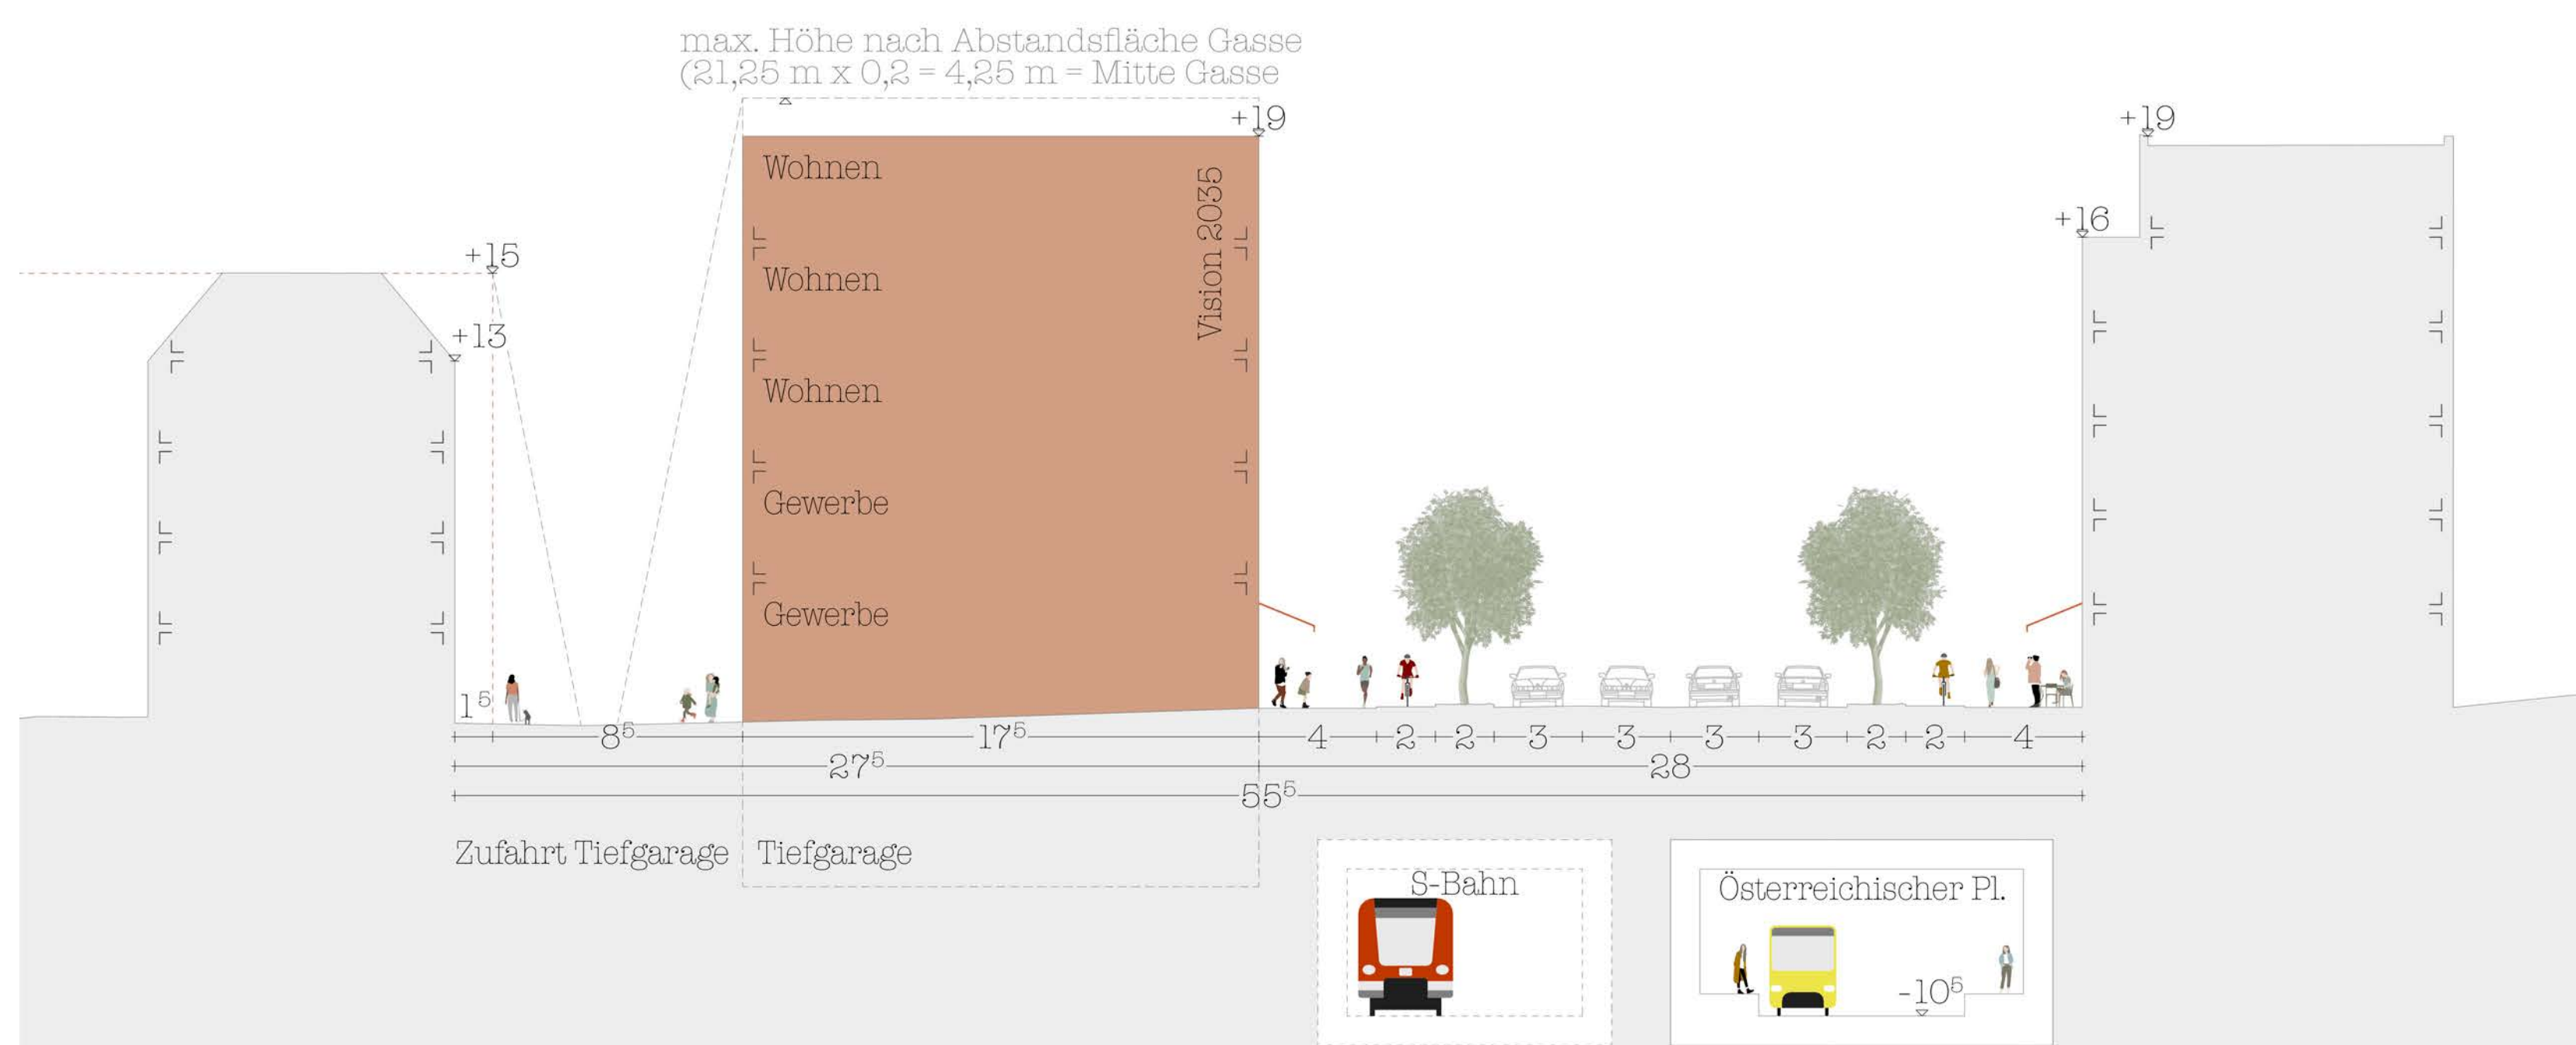 max. Höhe nach Abstandsfläche Gasse
(21,25 m x 0,2 = 4,25 m = Mitte Gasse
+19
+19
Wohnen
Vision 2035
+16
+15
Wohnen
+13
Wohnen
Gewerbe
Gewerbe
1⁵
8⁵
17⁵
4
2
2
3
3
3
3
2
2
4
27⁵
28
55⁵
Zufahrt Tiefgarage
Tiefgarage
S-Bahn
Österreichischer Pl.
-10⁵